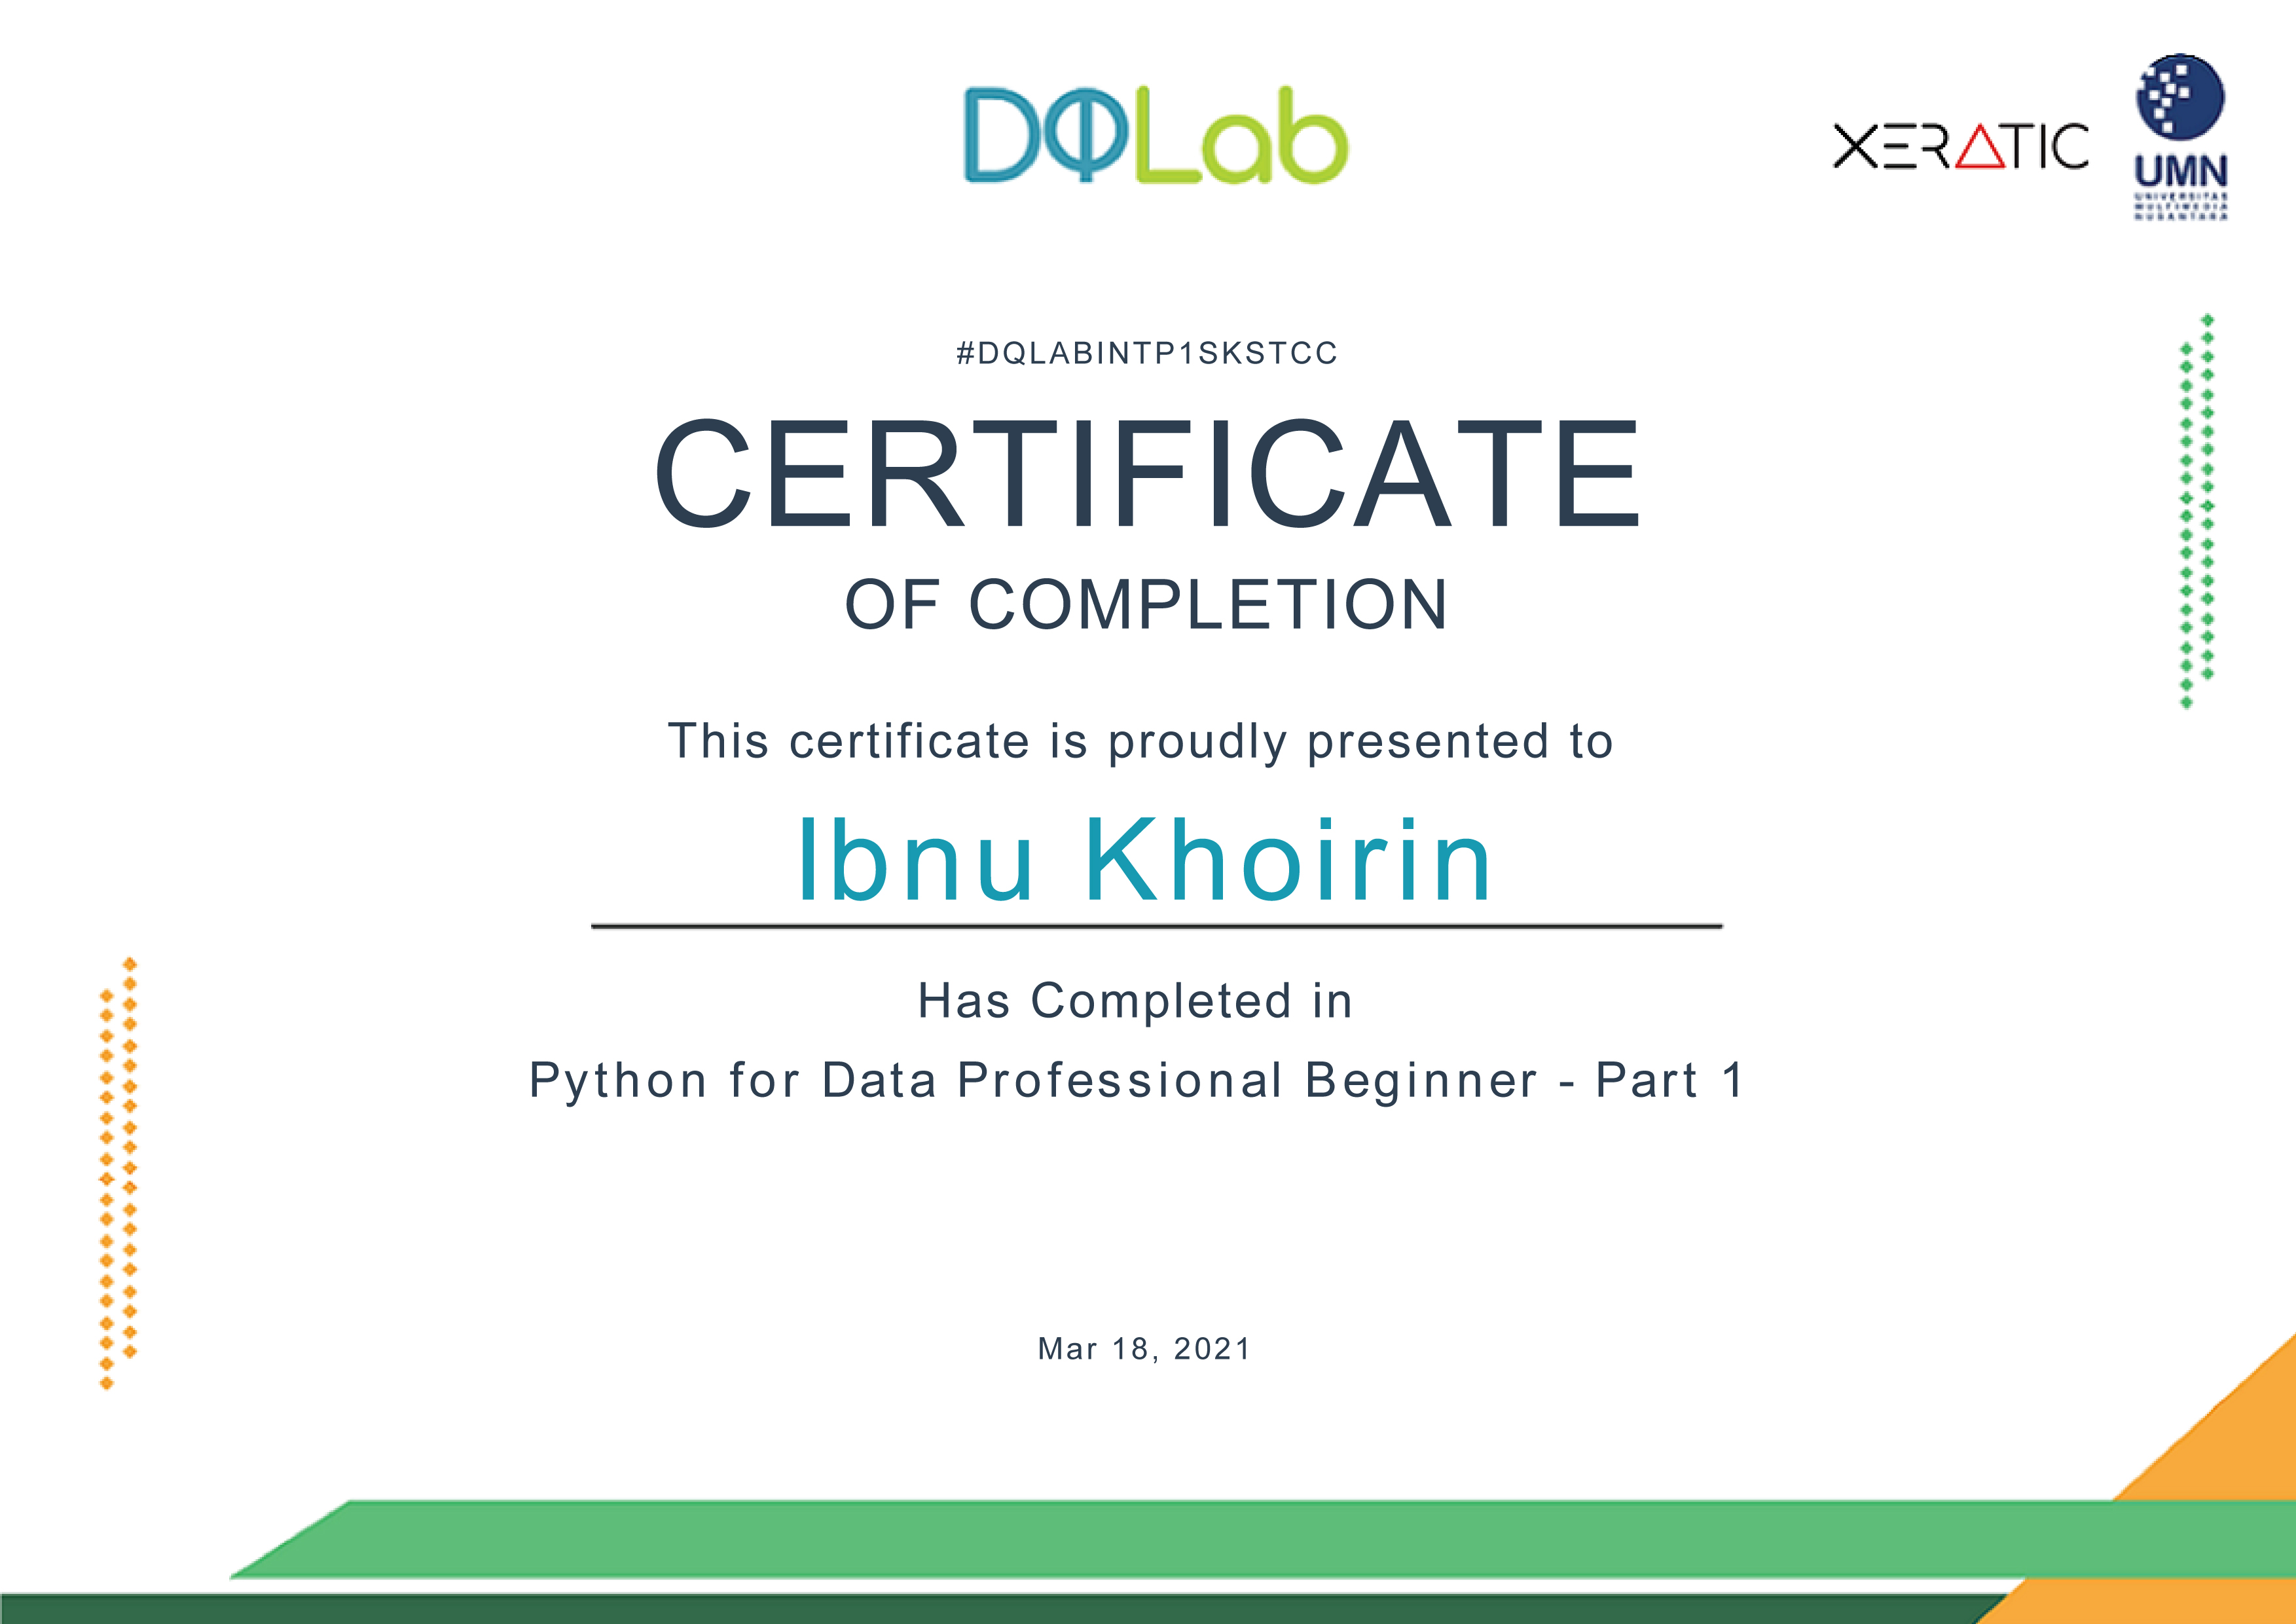 DQLab
XERATIC
UMN
UNIVERSITAS
MULTIMEDIA
NUSANTARA
#DQLABINTP1SKSTCC
CERTIFICATE
OF COMPLETION
This certificate is proudly presented to
Ibnu Khoirin
Has Completed in
Python for Data Professional Beginner - Part 1
Mar 18, 2021